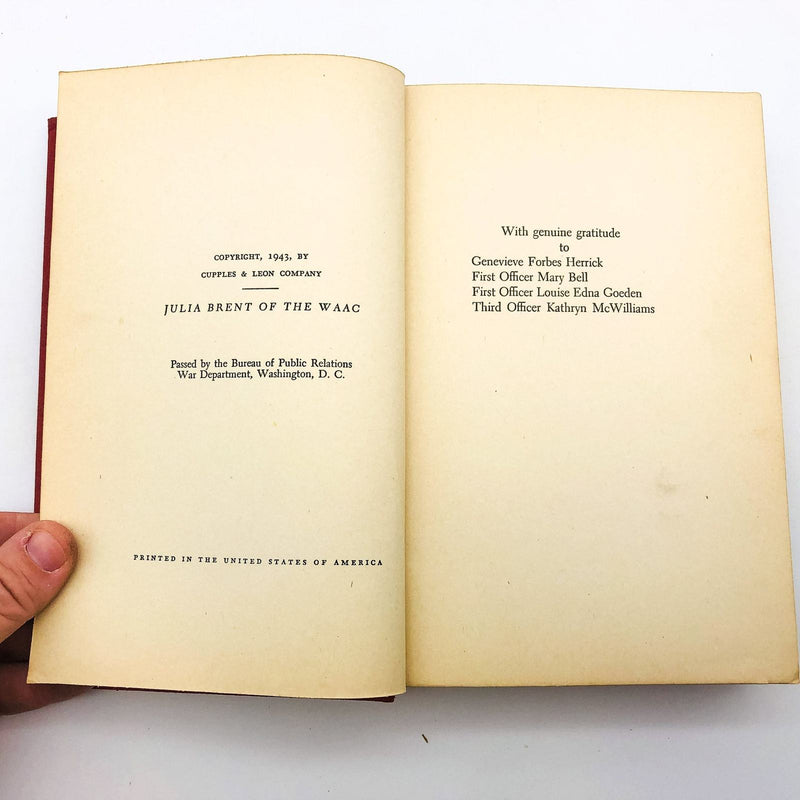 COPYRIGHT, 1943, BY
CUPPLES & LEON COMPANY
JULIA BRENT OF THE WAAC
Passed by the Bureau of Public Relations
War Department, Washington, D. C.
PRINTED IN THE UNITED STATES OF AMERICA
With genuine gratitude
to
Genevieve Forbes Herrick
First Officer Mary Bell
First Officer Louise Edna Goeden
Third Officer Kathryn McWilliams